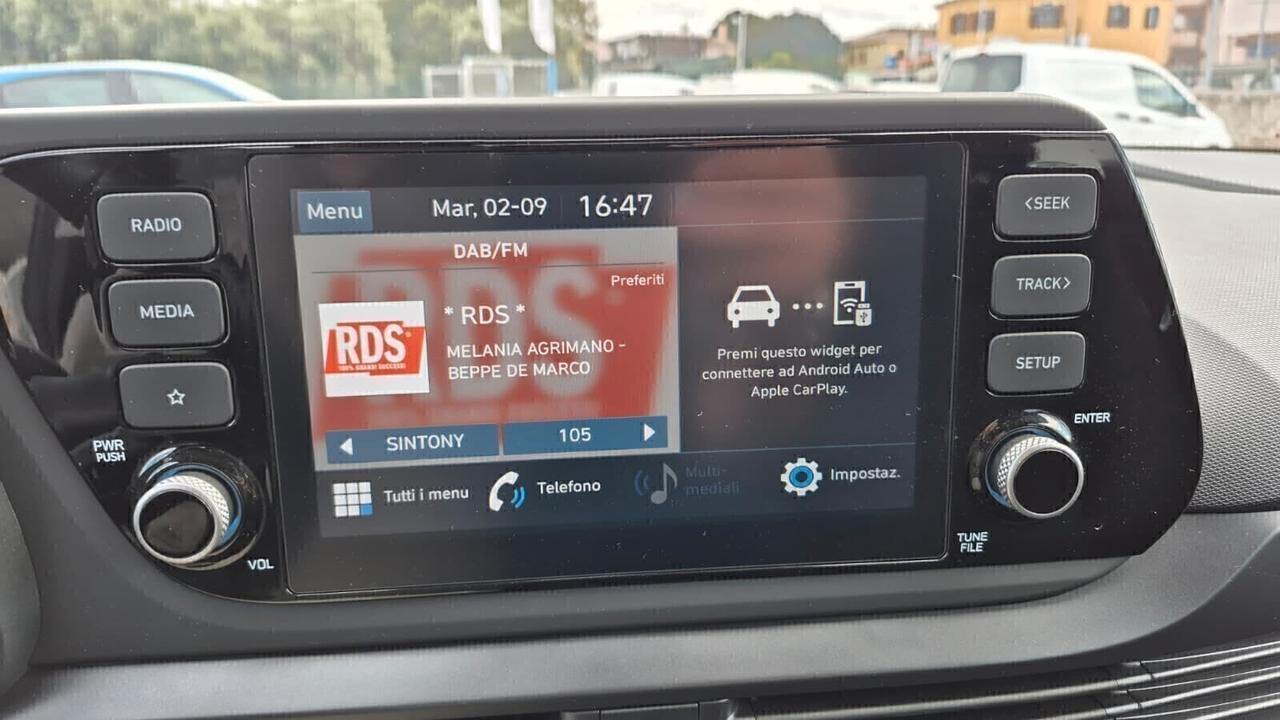 RADIO
MEDIA
PWR
PUSH
VOL
Menu
Mar, 02-09
16:47
DAB/FM
Preferiti
RDS
100% GRANDI SUCCESSI
* RDS *
MELANIA AGRIMANO -
BEPPE DE MARCO
SINTONY
105
Premi questo widget per
connettere ad Android Auto o
Apple CarPlay.
Tutti i menu
Telefono
Multi-
mediali
Impostaz.
<SEEK
TRACK>
SETUP
ENTER
TUNE
FILE